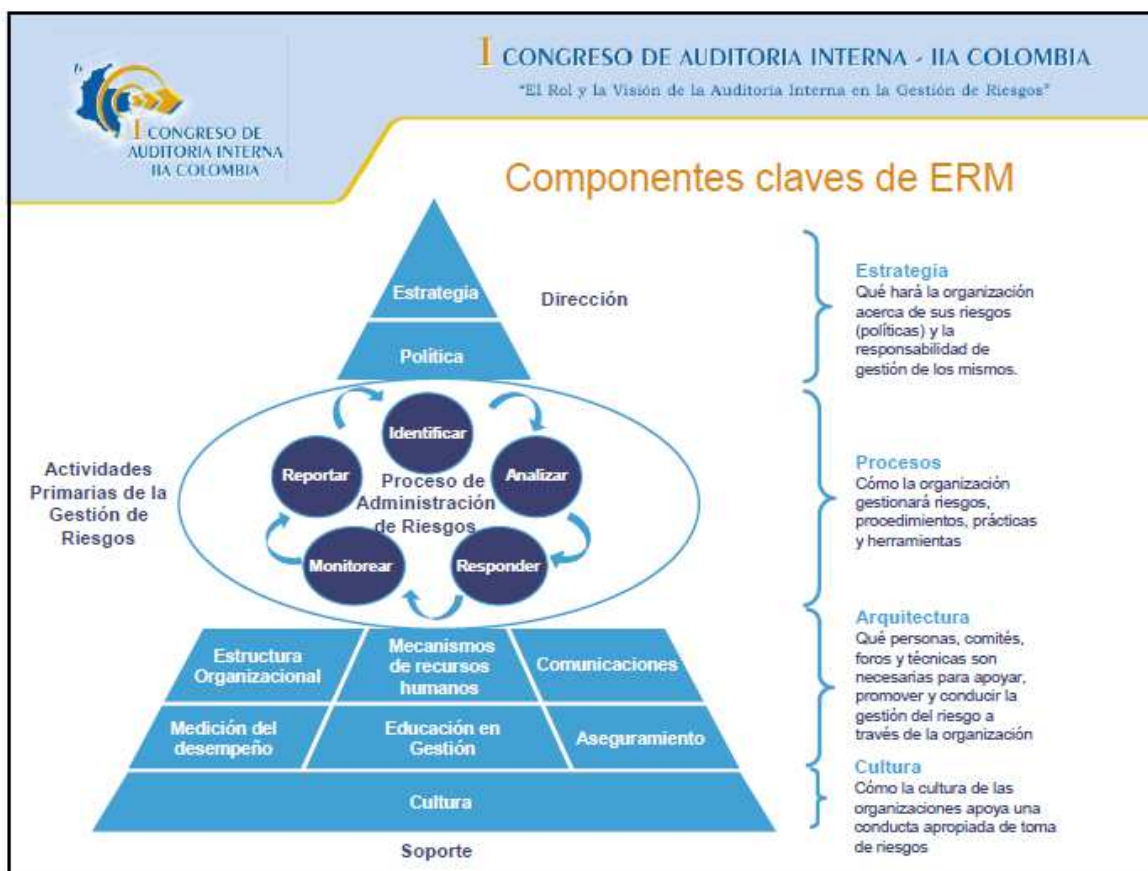 I CONGRESO DE
AUDITORIA INTERNA
IIA COLOMBIA
I CONGRESO DE AUDITORIA INTERNA - IIA COLOMBIA
"El Rol y la Visión de la Auditoria Interna en la Gestión de Riesgos"
Componentes claves de ERM
Estrategia
Política
Dirección
Actividades
Primarias de la
Gestión de
Riesgos
Identificar
Analizar
Responder
Monitorear
Reportar
Proceso de
Administración
de Riesgos
Estructura
Organizacional
Mecanismos
de recursos
humanos
Comunicaciones
Medición del
desempeño
Educación en
Gestión
Aseguramiento
Cultura
Soporte
Estrategia
Qué hará la organización
acerca de sus riesgos
(políticas) y la
responsabilidad de
gestión de los mismos.
Procesos
Cómo la organización
gestionará riesgos,
procedimientos, prácticas
y herramientas
Arquitectura
Qué personas, comités,
foros y técnicas son
necesarias para apoyar,
promover y conducir la
gestión del riesgo a
través de la organización
Cultura
Cómo la cultura de las
organizaciones apoya una
conducta apropiada de toma
de riesgos